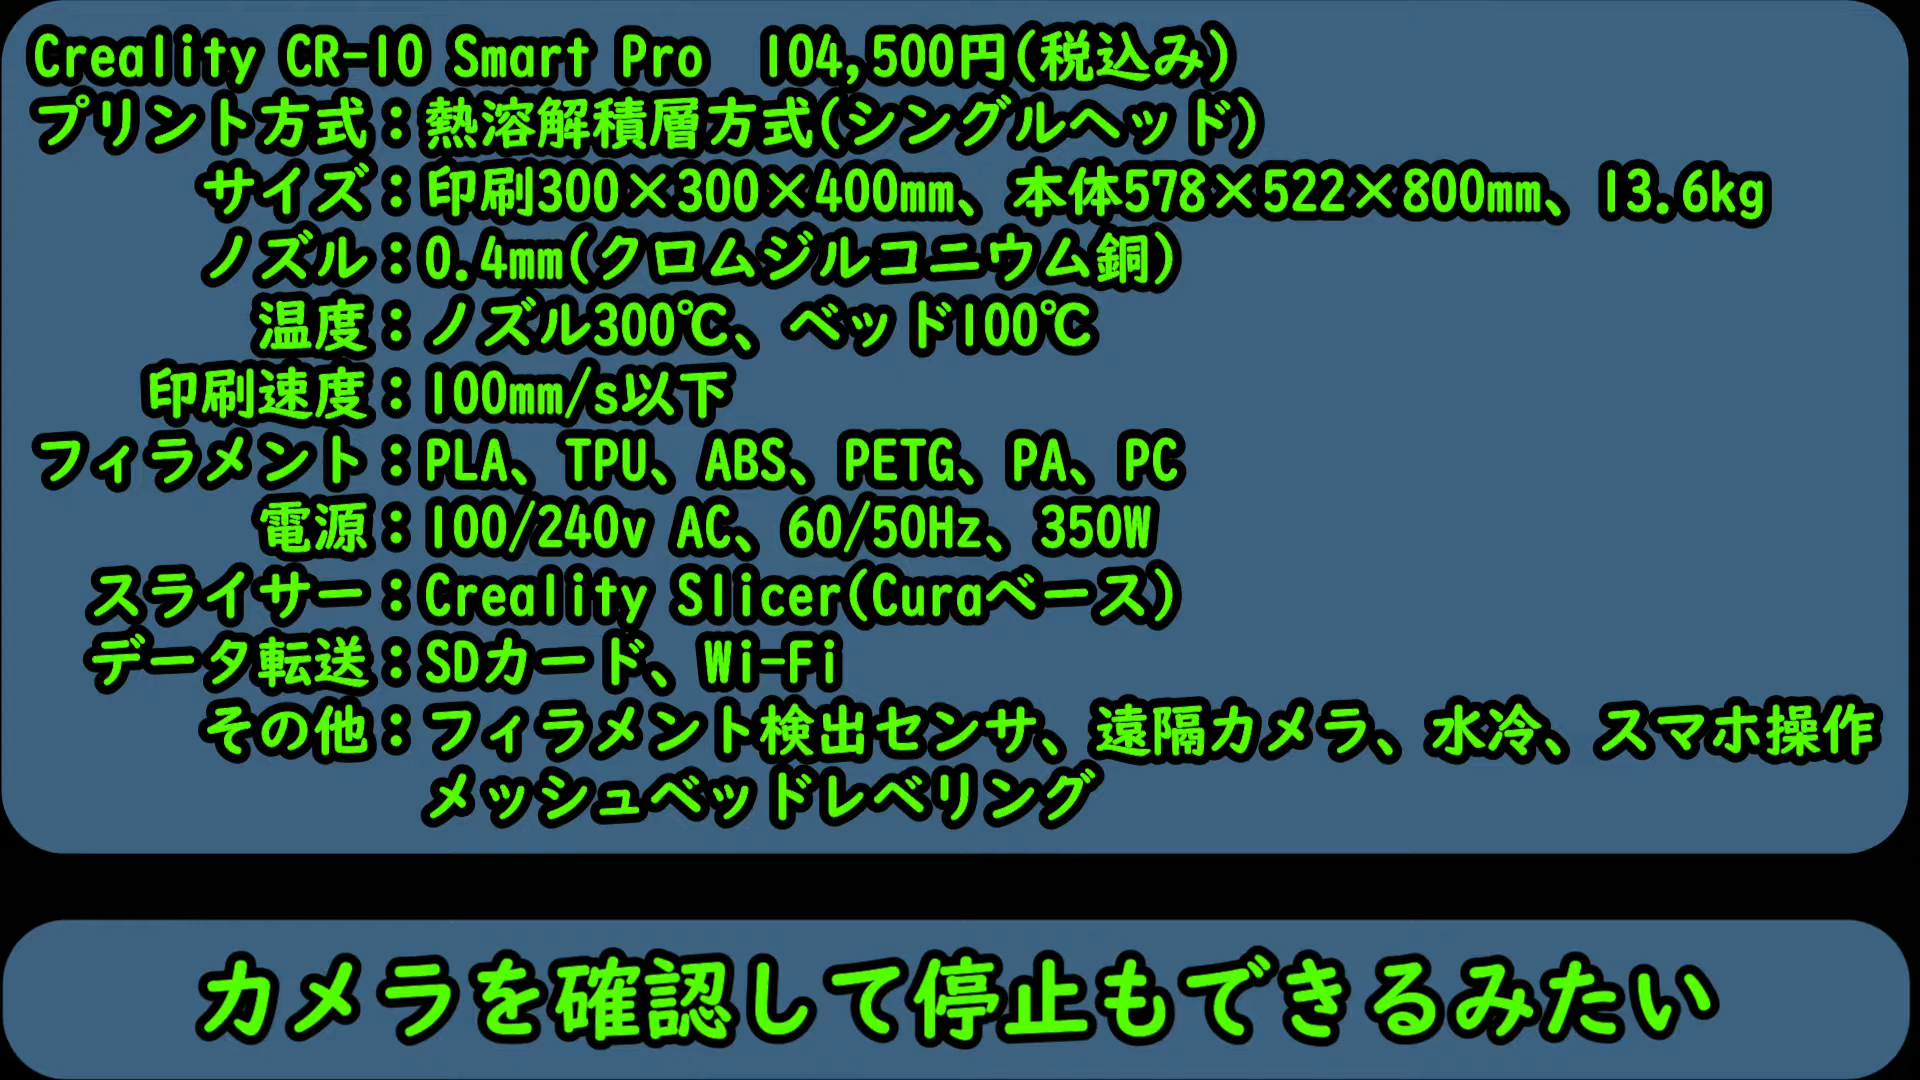 Creality CR-10 Smart Pro　104,500円(税込み)
プリント方式：熱溶解積層方式(シングルヘッド)
サイズ：印刷300×300×400mm、本体578×522×800mm、13.6kg
ノズル：0.4mm(クロムジルコニウム銅)
温度：ノズル300℃、ベッド100℃
印刷速度：100mm/s以下
フィラメント：PLA、TPU、ABS、PETG、PA、PC
電源：100/240v AC、60/50Hz、350W
スライサー：Creality Slicer(Curaベース)
データ転送：SDカード、Wi-Fi
その他：フィラメント検出センサ、遠隔カメラ、水冷、スマホ操作
メッシュベッドレベリング
カメラを確認して停止もできるみたい